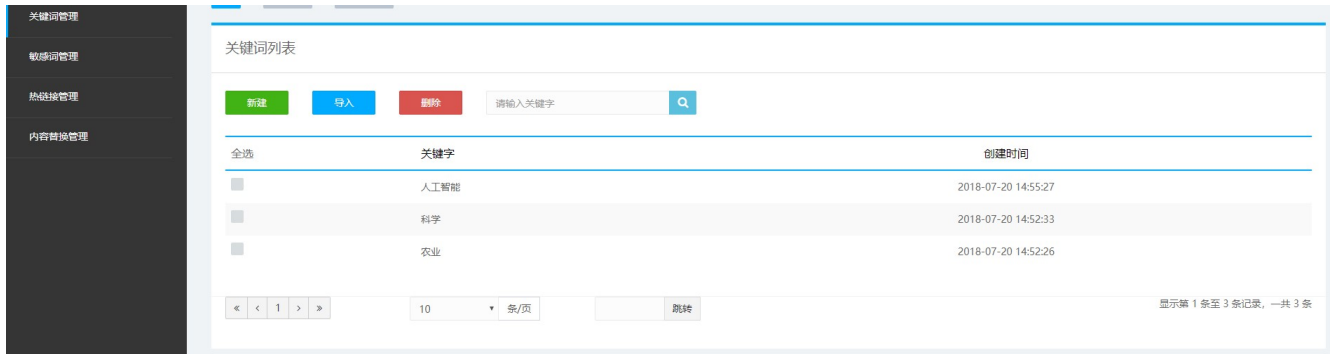 关键词管理
敏感词管理
热链接管理
内容替换管理
关键词列表
新建 导入 删除 请输入关键字
全选 关键字 创建时间
人工智能 2018-07-20 14:55:27
科学 2018-07-20 14:52:33
农业 2018-07-20 14:52:26
« < 1 > » 10 条/页 跳转 显示第 1 条至 3 条记录，一共 3 条